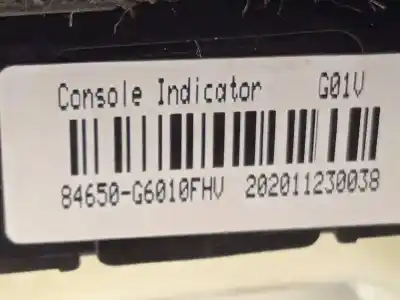 Console Indicator G01V
84650-G6010FHV 202011230038